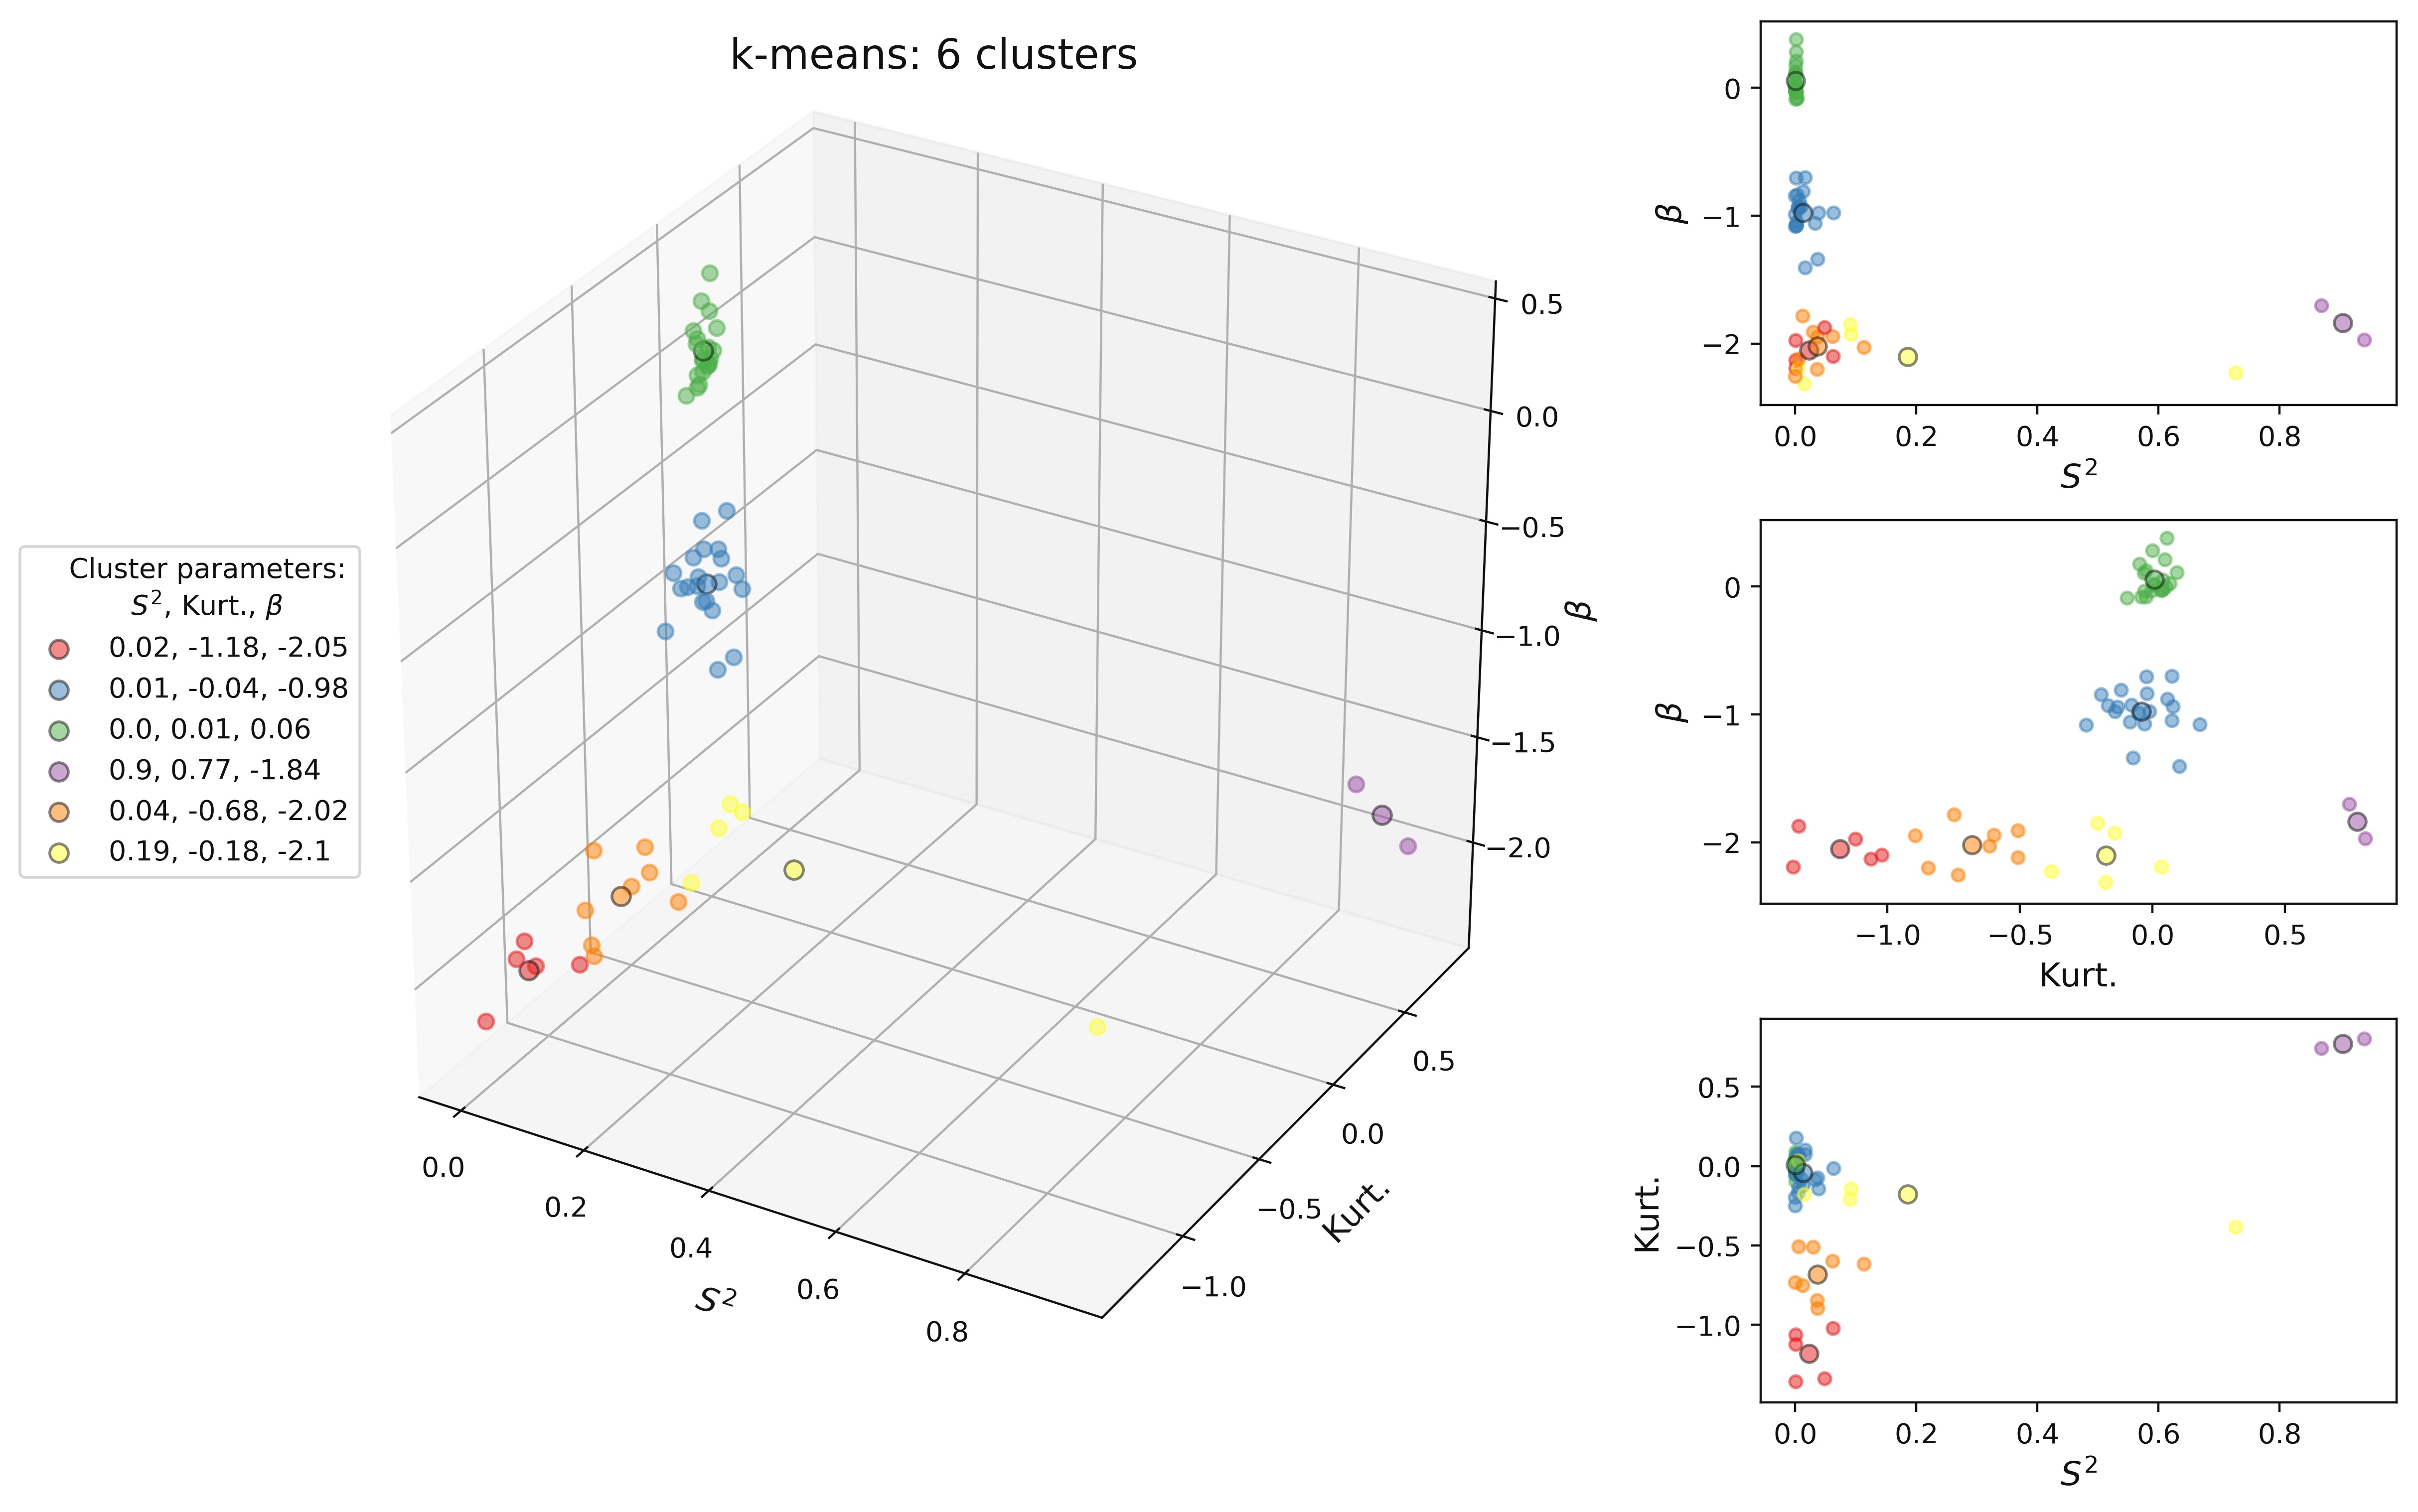 k-means: 6 clusters
Cluster parameters:
S², Kurt., β
0.02, -1.18, -2.05
0.01, -0.04, -0.98
0.0, 0.01, 0.06
0.9, 0.77, -1.84
0.04, -0.68, -2.02
0.19, -0.18, -2.1
0.5
0.0
−0.5
−1.0
−1.5
−2.0
β
0.5
0.0
−0.5
−1.0
Kurt.
0.0
0.2
0.4
0.6
0.8
S²
0
−1
−2
β
0.0 0.2 0.4 0.6 0.8
S²
0
−1
−2
β
−1.0 −0.5 0.0 0.5
Kurt.
0.5
0.0
−0.5
−1.0
Kurt.
0.0 0.2 0.4 0.6 0.8
S²